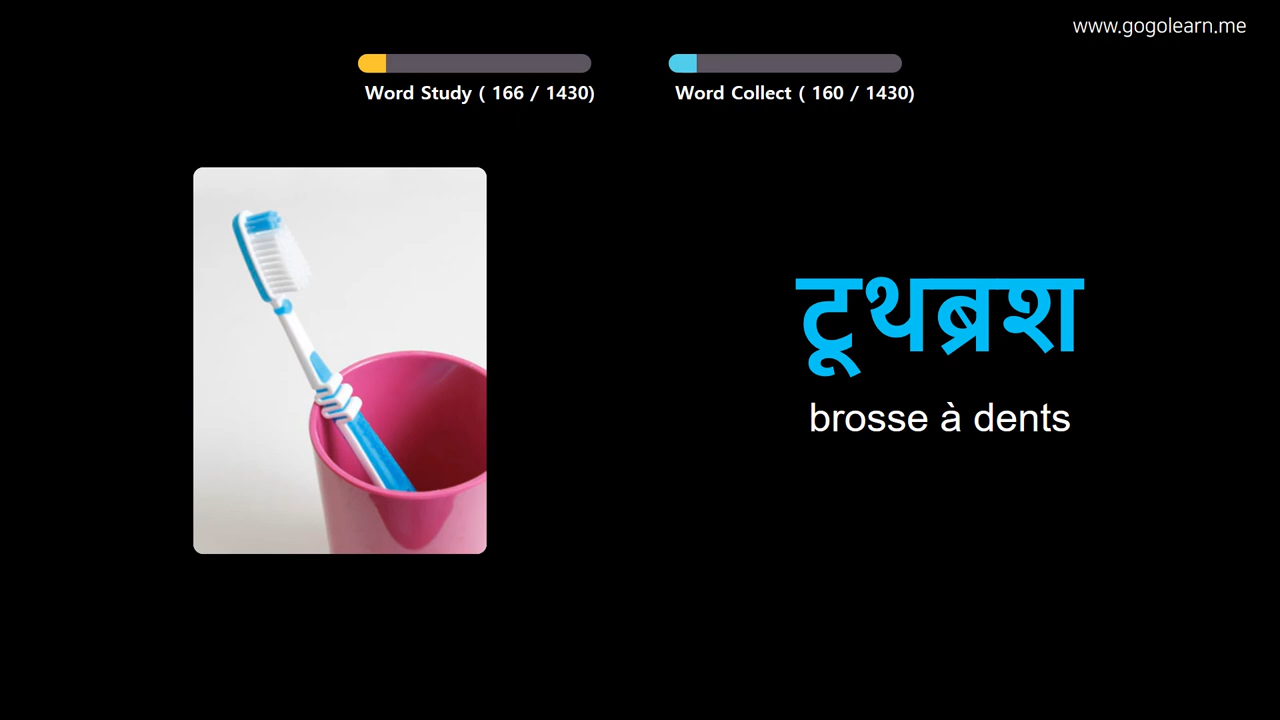 www.gogolearn.me
Word Study ( 166 / 1430)
Word Collect ( 160 / 1430)
टूथब्रश
brosse à dents